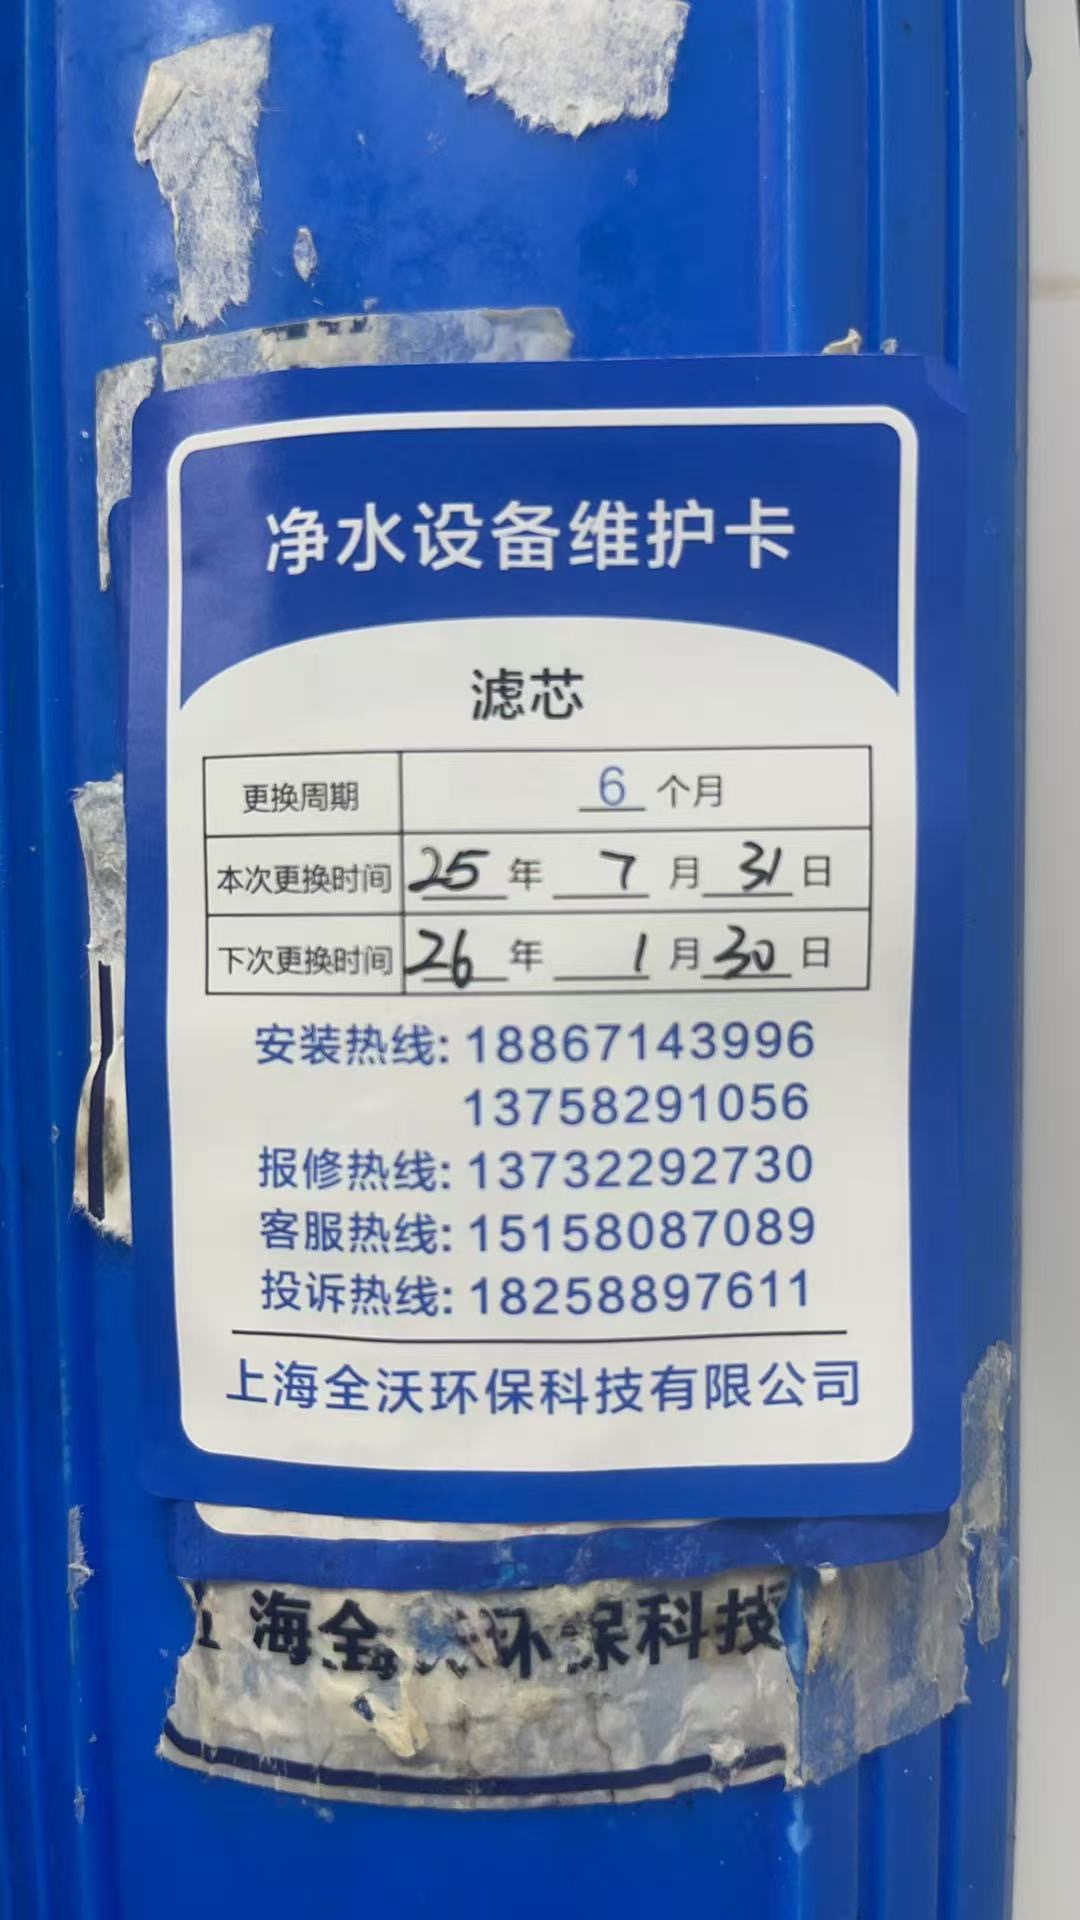 净水设备维护卡
滤芯
更换周期 6 个月
本次更换时间 25 年 7 月 31 日
下次更换时间 26 年 1 月 30 日
安装热线: 18867143996
13758291056
报修热线: 13732292730
客服热线: 15158087089
投诉热线: 18258897611
上海全沃环保科技有限公司
海全 环保科技